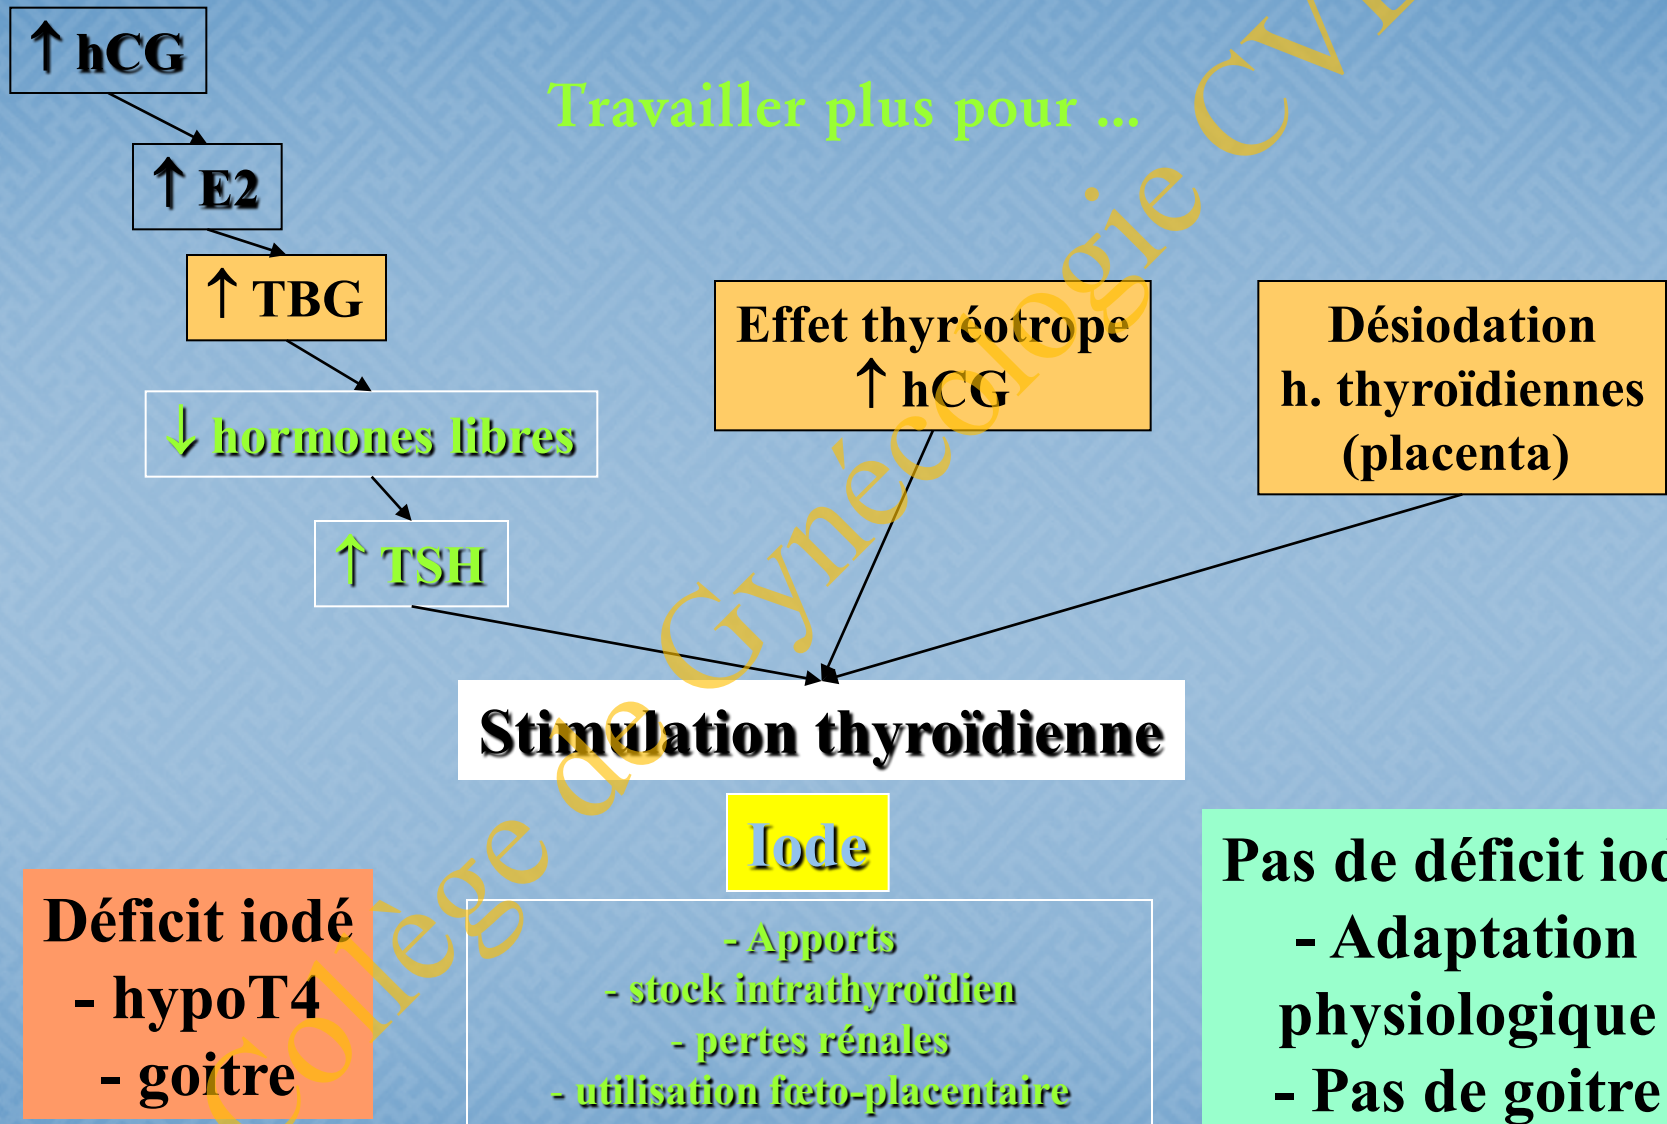 ↑ hCG
Travailler plus pour ...
↑ E2
↑ TBG
↓ hormones libres
↑ TSH
Effet thyréotrope
↑ hCG
Désiodation
h. thyroïdiennes
(placenta)
Stimulation thyroïdienne
Iode
Déficit iodé
- hypoT4
- goitre
- Apports
- stock intrathyroïdien
- pertes rénales
- utilisation fœto-placentaire
Pas de déficit iod
- Adaptation
physiologique
- Pas de goitre
Collège de Gynécologie CV